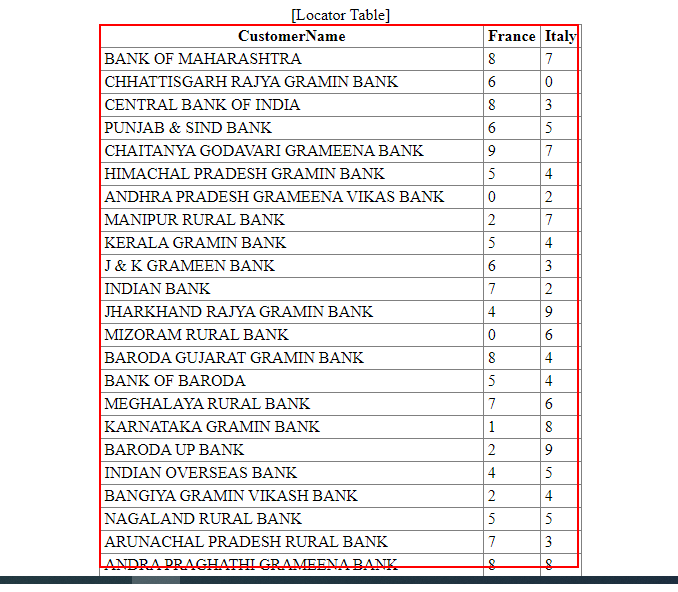 [Locator Table]
CustomerName France Italy
BANK OF MAHARASHTRA 8 7
CHHATTISGARH RAJYA GRAMIN BANK 6 0
CENTRAL BANK OF INDIA 8 3
PUNJAB & SIND BANK 6 5
CHAITANYA GODAVARI GRAMEENA BANK 9 7
HIMACHAL PRADESH GRAMIN BANK 5 4
ANDHRA PRADESH GRAMEENA VIKAS BANK 0 2
MANIPUR RURAL BANK 2 7
KERALA GRAMIN BANK 5 4
J & K GRAMEEN BANK 6 3
INDIAN BANK 7 2
JHARKHAND RAJYA GRAMIN BANK 4 9
MIZORAM RURAL BANK 0 6
BARODA GUJARAT GRAMIN BANK 8 4
BANK OF BARODA 5 4
MEGHALAYA RURAL BANK 7 6
KARNATAKA GRAMIN BANK 1 8
BARODA UP BANK 2 9
INDIAN OVERSEAS BANK 4 5
BANGIYA GRAMIN VIKASH BANK 2 4
NAGALAND RURAL BANK 5 5
ARUNACHAL PRADESH RURAL BANK 7 3
ANDRA PRAGHATHI GRAMEENA BANK 8 8